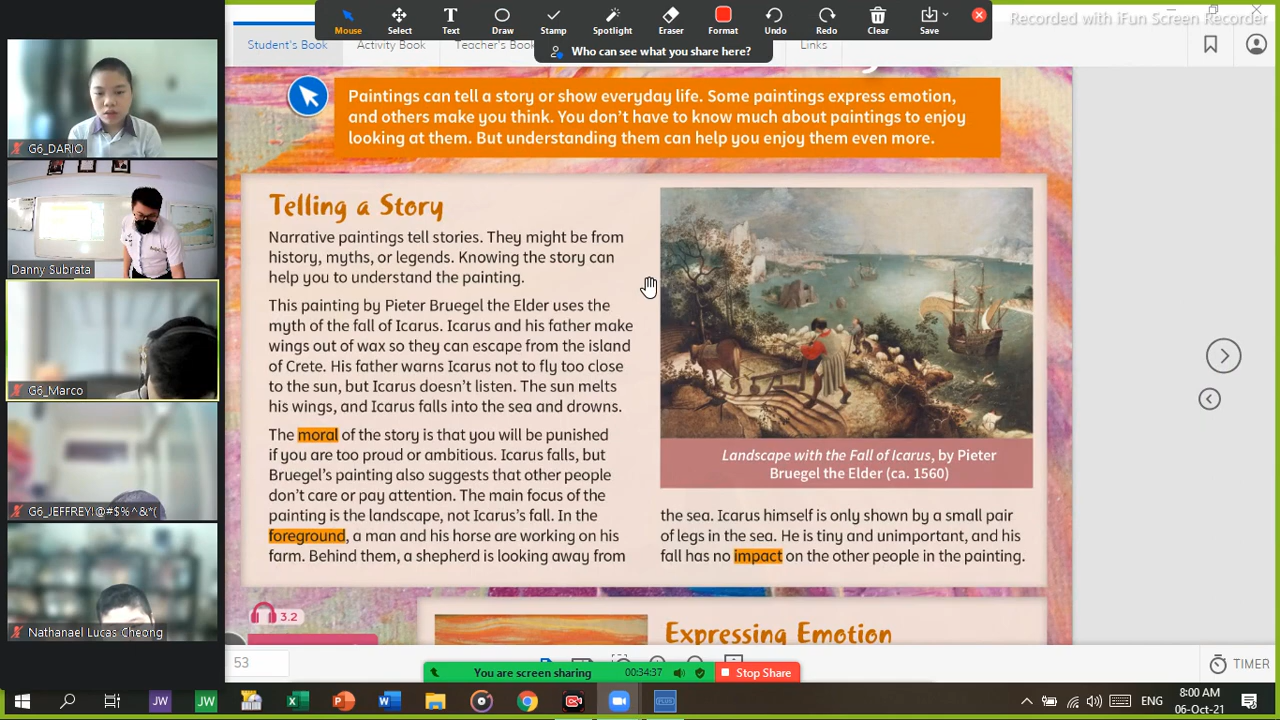 Mouse
Select
Text
Draw
Stamp
Spotlight
Eraser
Format
Undo
Redo
Clear
Save
Recorded with iFun Screen Recorder
Who can see what you share here?
Student's Book
Activity Book
Teacher's Book
Links
Paintings can tell a story or show everyday life. Some paintings express emotion,
and others make you think. You don't have to know much about paintings to enjoy
looking at them. But understanding them can help you enjoy them even more.
G6_DARIO
Danny Subrata
G6_Marco
G6_JEFFREY!@#$%^&*(
Nathanael Lucas Cheong
Telling a Story
Narrative paintings tell stories. They might be from
history, myths, or legends. Knowing the story can
help you to understand the painting.
This painting by Pieter Bruegel the Elder uses the
myth of the fall of Icarus. Icarus and his father make
wings out of wax so they can escape from the island
of Crete. His father warns Icarus not to fly too close
to the sun, but Icarus doesn't listen. The sun melts
his wings, and Icarus falls into the sea and drowns.
The moral of the story is that you will be punished
if you are too proud or ambitious. Icarus falls, but
Bruegel's painting also suggests that other people
don't care or pay attention. The main focus of the
painting is the landscape, not Icarus's fall. In the
foreground, a man and his horse are working on his
farm. Behind them, a shepherd is looking away from
Landscape with the Fall of Icarus, by Pieter
Bruegel the Elder (ca. 1560)
the sea. Icarus himself is only shown by a small pair
of legs in the sea. He is tiny and unimportant, and his
fall has no impact on the other people in the painting.
3.2
Expressing Emotion
53
TIMER
You are screen sharing
00:34:37
Stop Share
JW
JW
ENG
8:00 AM
06-Oct-21